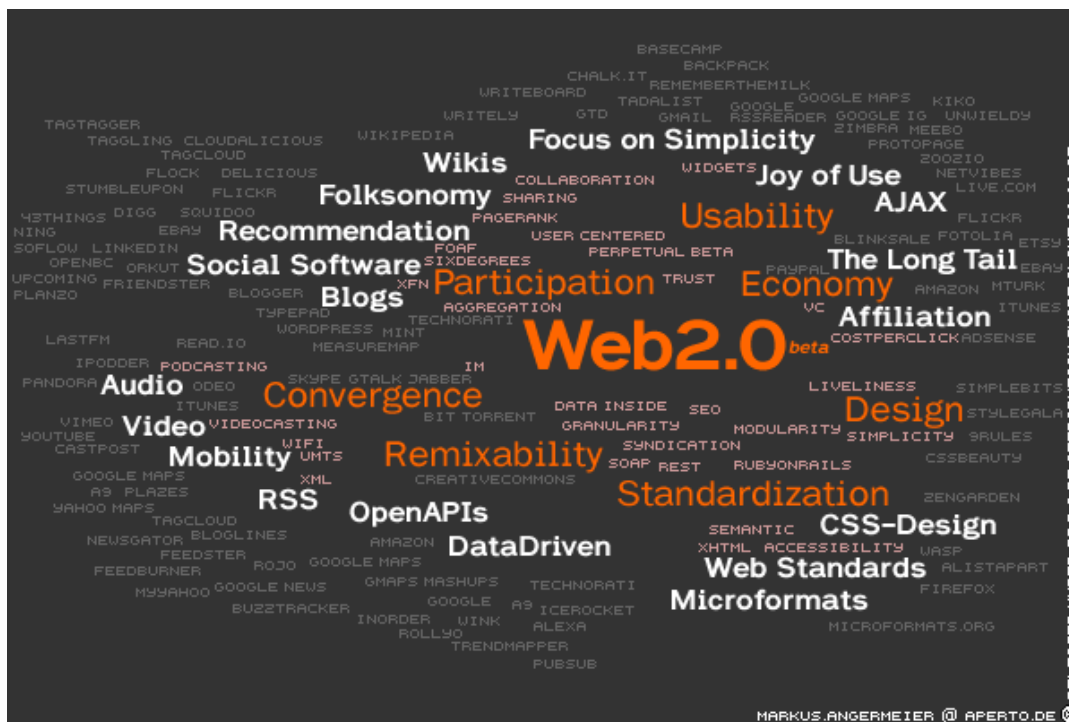 BASECAMP
BACKPACK
CHALK.IT
REMEMBERTHEMILK
WRITEBOARD
TADALIST
GOOGLE
GOOGLE MAPS
KIKO
WRITELY
GTD
GMAIL RSSREADER
GOOGLE IG
UNWIELDY
TAGTAGGER
ZIMBRA MEEBO
TAGGLING CLOUDALICIOUS
WIKIPEDIA
Focus on Simplicity
PROTOPAGE
TAGCLOUD
Wikis
ZOOZIO
FLOCK DELICIOUS
WIDGETS
Joy of Use
NETVIBES
COLLABORATION
STUMBLEUPON
FLICKR
Folksonomy
SHARING
LIVE.COM
AJAX
43THINGS DIGG SQUIDOO
PAGERANK
Usability
FLICKR
NING
EBAY
Recommendation
USER CENTERED
BLINKSALE FOTOLIA ETSY
SOFLOW LINKEDIN
FOAF
PERPETUAL BETA
OPENBC ORKUT
Social Software
SIXDEGREES
PAYPAL
The Long Tail
EBAY
UPCOMING FRIENDSTER
XFN
Participation
TRUST
Economy
AMAZON MTURK
PLANZO
BLOGGER
Blogs
AGGREGATION
VC
ITUNES
TYPEPAD
TECHNORATI
Affiliation
WORDPRESS MINT
LASTFM
READ.IO
MEASUREMAP
Web2.0 beta
COSTPERCLICK ADSENSE
IPODDER PODCASTING
IM
PANDORA
Audio
ODEO
SKYPE GTALK JABBER
LIVELINESS
SIMPLEBITS
Convergence
ITUNES
DATA INSIDE
SEO
Design
STYLEGALA
VIMEO
Video
VIDEOCASTING
BIT TORRENT
GRANULARITY
MODULARITY
YOUTUBE
SIMPLICITY
9RULES
CASTPOST
WIFI
SYNDICATION
Mobility
UMTS
Remixability
SOAP REST
RUBYONRAILS
CSSBEAUTY
GOOGLE MAPS
XML
CREATIVECOMMONS
A9 PLAZES
RSS
Standardization
ZENGARDEN
YAHOO MAPS
OpenAPIs
TAGCLOUD
SEMANTIC
CSS-Design
NEWSGATOR BLOGLINES
AMAZON
DataDriven
XHTML ACCESSIBILITY
WASP
FEEDSTER
ROJO
GOOGLE MAPS
Web Standards
ALISTAPART
FEEDBURNER
MYYAHOO GOOGLE NEWS
GMAPS MASHUPS
TECHNORATI
FIREFOX
BUZZTRACKER
GOOGLE
A9 ICEROCKET
Microformats
INORDER
WINK
ALEXA
MICROFORMATS.ORG
ROLLYO
TRENDMAPPER
PUBSUB
MARKUS.ANGERMEIER @ APERTO.DE